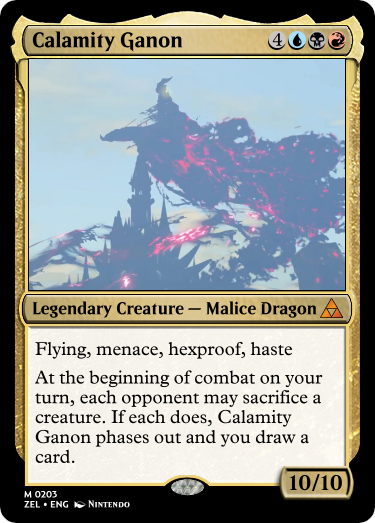 Calamity Ganon 4
Legendary Creature — Malice Dragon
Flying, menace, hexproof, haste
At the beginning of combat on your
turn, each opponent may sacrifice a
creature. If each does, Calamity
Ganon phases out and you draw a
card.
10/10
M 0203
ZEL • ENG Nintendo